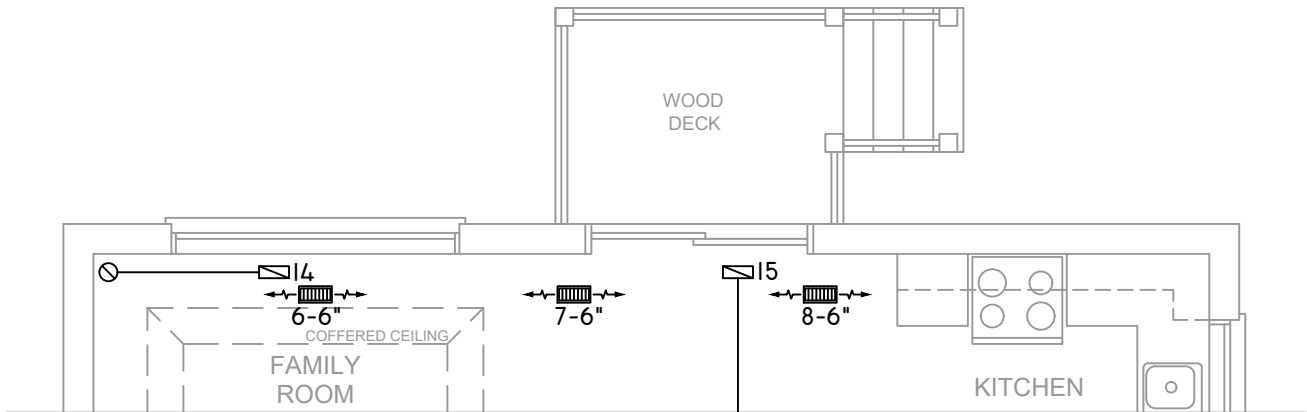 WOOD
DECK
14
15
6-6"
7-6"
8-6"
COFFERED CEILING
FAMILY
ROOM
KITCHEN